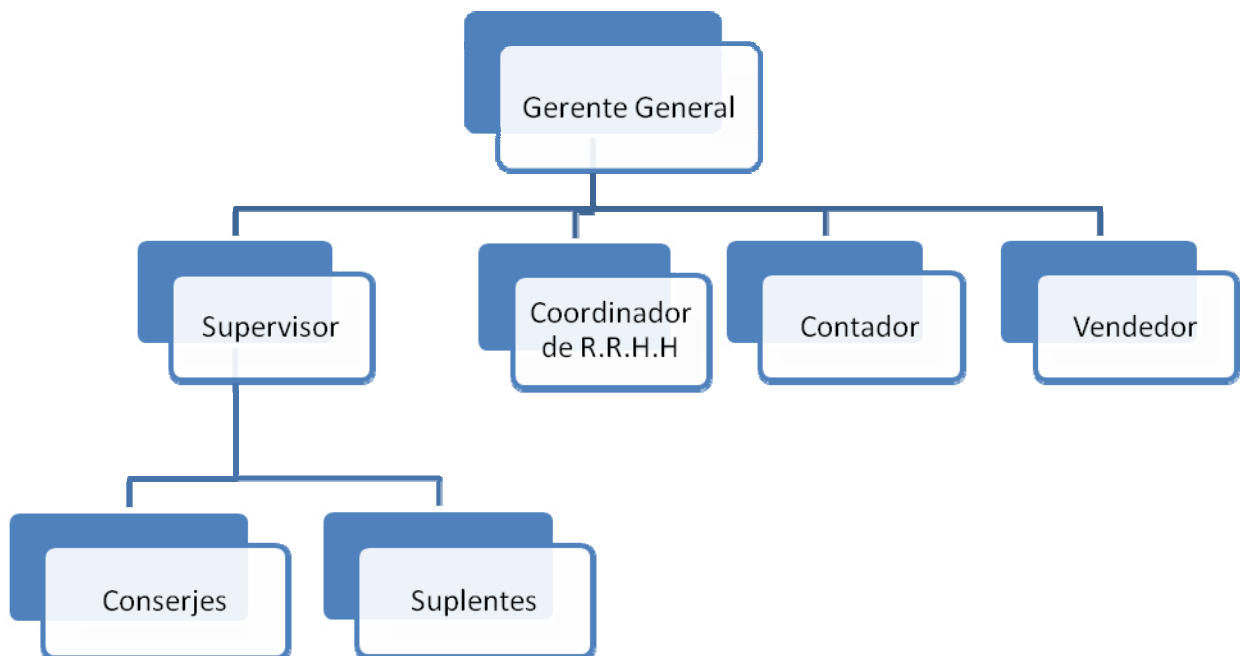 Gerente General
Supervisor
Coordinador
de R.R.H.H
Contador
Vendedor
Conserjes
Suplentes